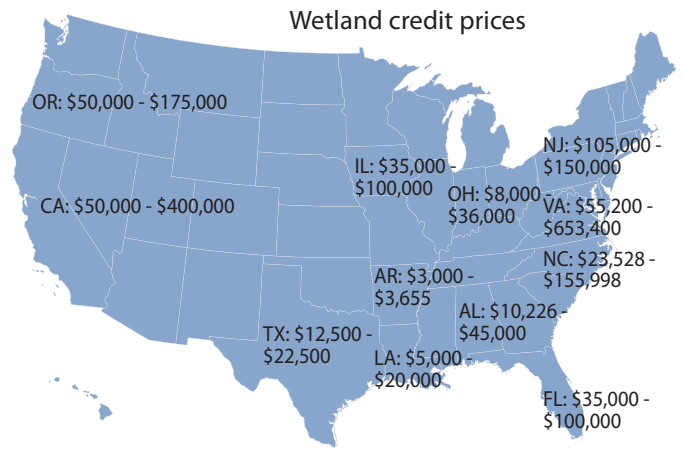 Wetland credit prices
OR: $50,000 - $175,000
NJ: $105,000 -
$150,000
IL: $35,000 -
$100,000
OH: $8,000 -
$36,000
CA: $50,000 - $400,000
VA: $55,200 -
$653,400
NC: $23,528 -
$155,998
AR: $3,000 -
$3,655
AL: $10,226 -
$45,000
TX: $12,500 -
$22,500
LA: $5,000 -
$20,000
FL: $35,000 -
$100,000